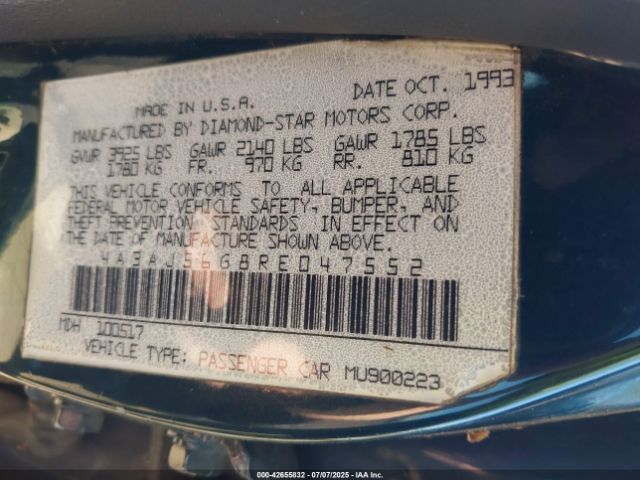 MADE IN U.S.A. DATE OCT. 1993
MANUFACTURED BY DIAMOND-STAR MOTORS CORP.
GVWR 3925 LBS GAWR 2140 LBS GAWR 1785 LBS
1780 KG FR. 970 KG RR. 810 KG
THIS VEHICLE CONFORMS TO ALL APPLICABLE
FEDERAL MOTOR VEHICLE SAFETY, BUMPER, AND
THEFT PREVENTION STANDARDS IN EFFECT ON
THE DATE OF MANUFACTURE SHOWN ABOVE.
4A3AJ56G8RE047552
MDH 100517
VEHICLE TYPE: PASSENGER CAR MU900223
000-42655832 - 07/07/2025 - IAA Inc.